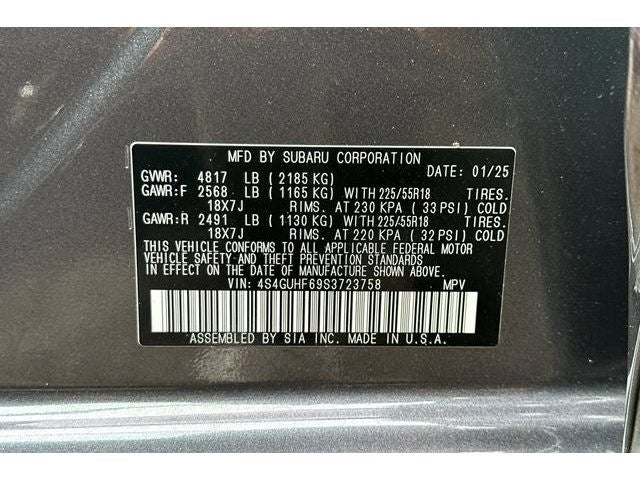 MFD BY SUBARU CORPORATION DATE: 01/25
GVWR: 4817 LB ( 2185 KG)
GAWR:F 2568 LB ( 1165 KG) WITH 225/55R18 TIRES.
18X7J RIMS. AT 230 KPA ( 33 PSI) COLD
GAWR:R 2491 LB ( 1130 KG) WITH 225/55R18 TIRES.
18X7J RIMS. AT 220 KPA ( 32 PSI) COLD
THIS VEHICLE CONFORMS TO ALL APPLICABLE FEDERAL MOTOR
VEHICLE SAFETY, BUMPER, AND THEFT PREVENTION STANDARDS
IN EFFECT ON THE DATE OF MANUFACTURE SHOWN ABOVE.
VIN: 4S4GUHF69S3723758 MPV
ASSEMBLED BY SIA INC. MADE IN U.S.A.